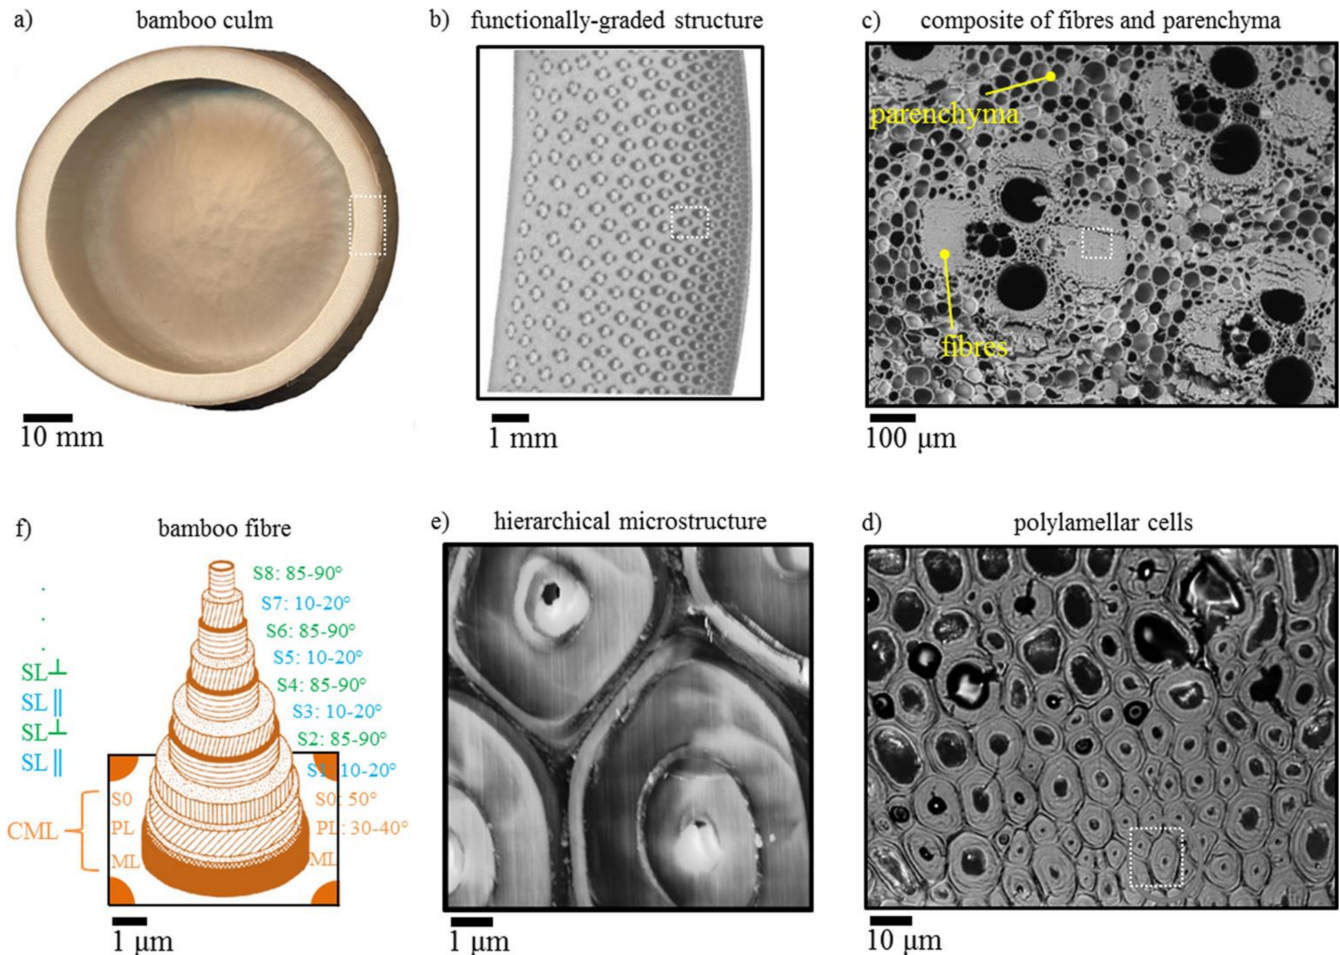 a) bamboo culm
b) functionally-graded structure
c) composite of fibres and parenchyma
parenchyma
fibres
10 mm
1 mm
100 μm
f) bamboo fibre
e) hierarchical microstructure
d) polylamellar cells
S8: 85-90°
S7: 10-20°
S6: 85-90°
S5: 10-20°
SL⊥
S4: 85-90°
SL ||
S3: 10-20°
SL⊥
S2: 85-90°
SL ||
S1: 10-20°
S0
S0: 50°
CML
PL
PL: 30-40°
ML
ML
1 μm
1 μm
10 μm